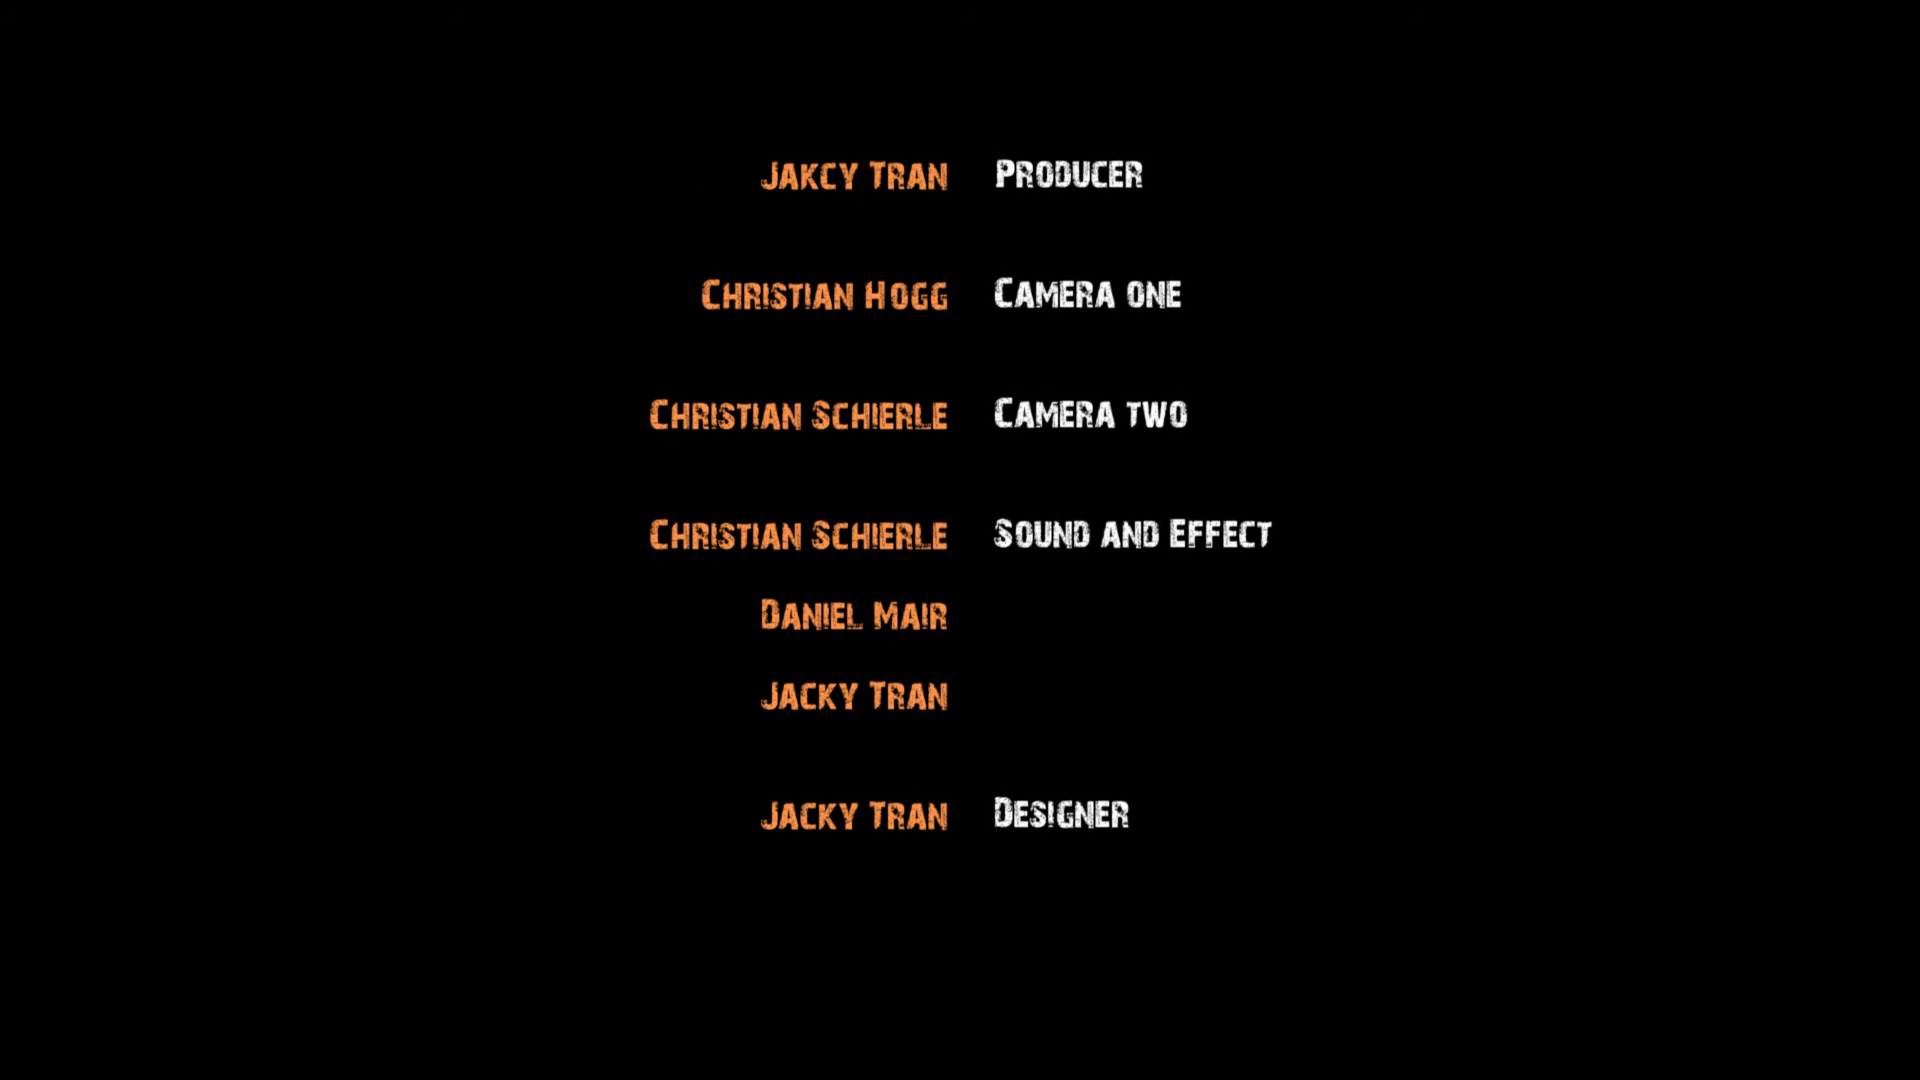 Jakcy Tran Producer
Christian Hogg Camera one
Christian Schierle Camera two
Christian Schierle Sound and Effect
Daniel Mair
Jacky Tran
Jacky Tran Designer